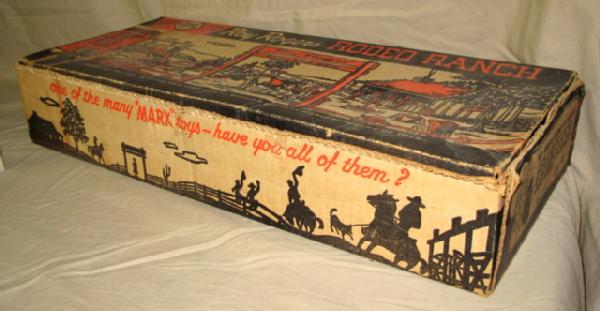 Roy Rogers RODEO RANCH
one of the many "MARX" toys - have you all of them?